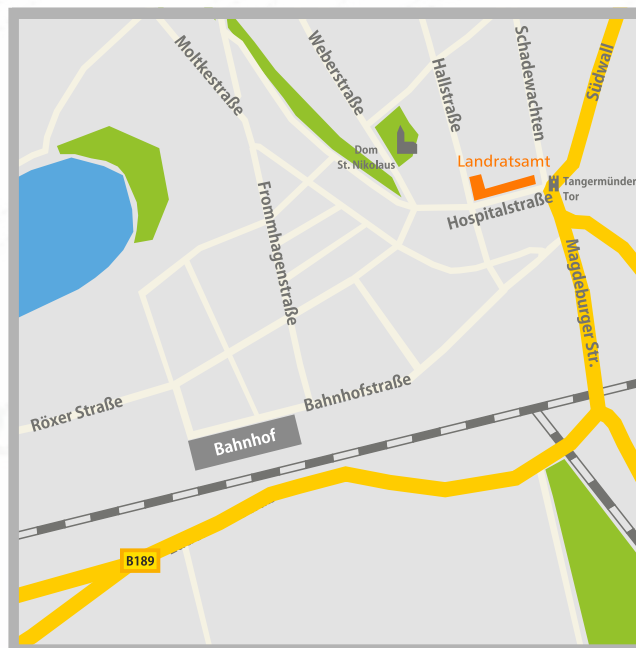 Moltkestraße
Weberstraße
Hallstraße
Schadewachten
Südwall
Dom
St. Nikolaus
Landratsamt
Tangermünder
Tor
Hospitalstraße
Frommhagenstraße
Magdeburger Str.
Röxer Straße
Bahnhofstraße
Bahnhof
B189